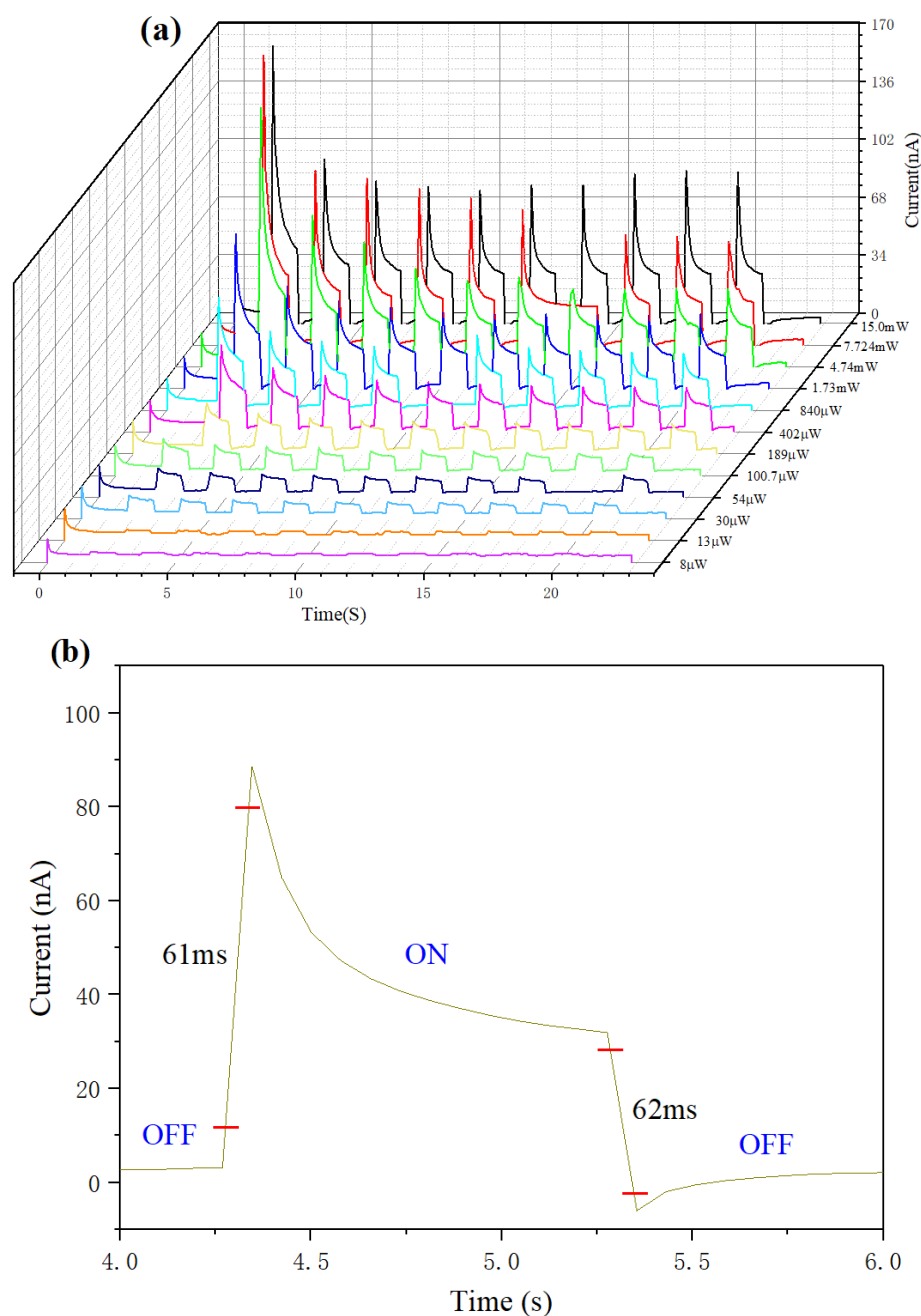 (a)
170
136
102
68
34
0
Current(nA)
15.0mW
7.724mW
4.74mW
1.73mW
840μW
402μW
189μW
100.7μW
54μW
30μW
13μW
8μW
0 5 10 15 20
Time(S)
(b)
100
80
60
40
20
0
Current (nA)
61ms
ON
62ms
OFF
OFF
4.0 4.5 5.0 5.5 6.0
Time (s)